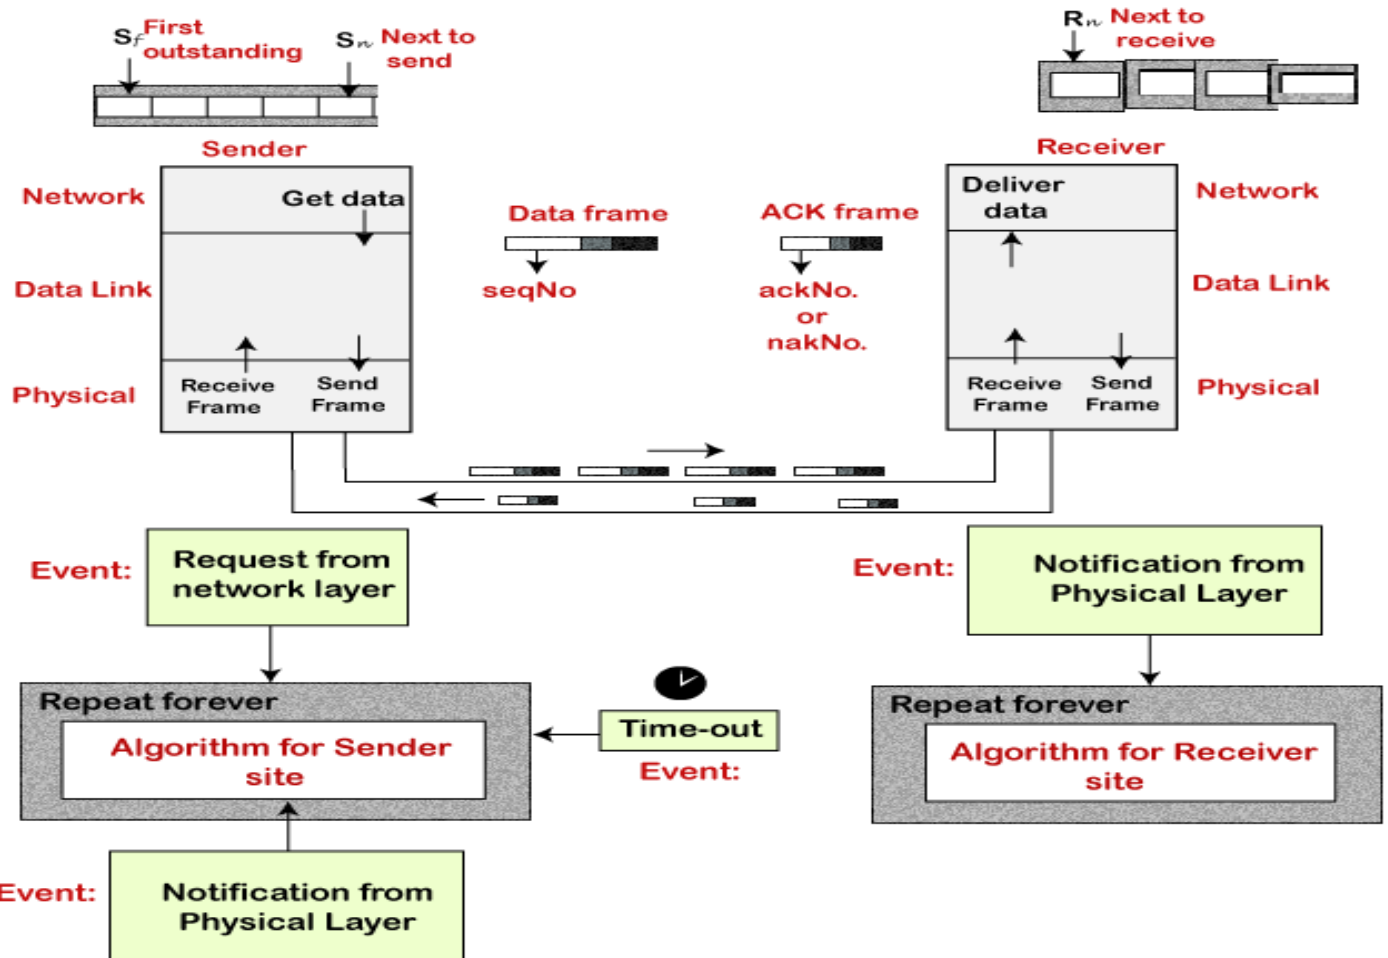 Sf First
outstanding
Sn Next to
send
Rn Next to
receive
Sender
Receiver
Network
Get data
Data frame
ACK frame
Deliver
data
Network
Data Link
seqNo
ackNo.
or
nakNo.
Data Link
Physical
Receive
Frame
Send
Frame
Receive
Frame
Send
Frame
Physical
Event:
Request from
network layer
Event:
Notification from
Physical Layer
Repeat forever
Algorithm for Sender
site
Time-out
Event:
Repeat forever
Algorithm for Receiver
site
Event:
Notification from
Physical Layer